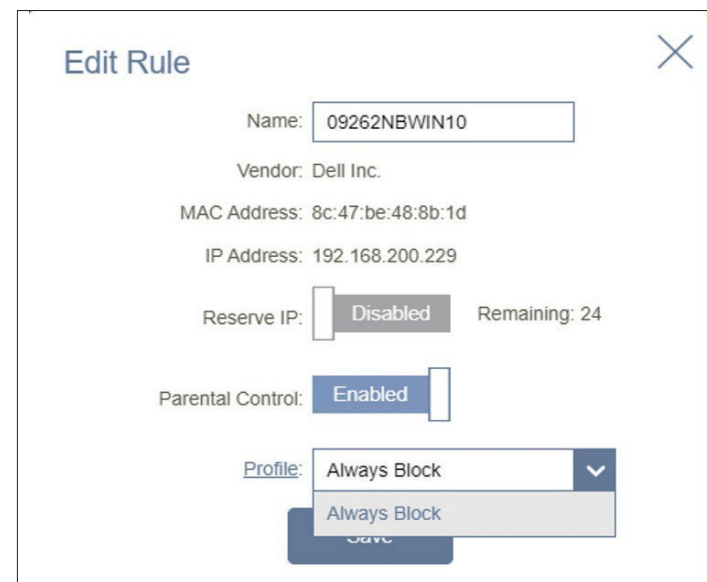 Edit Rule
Name: 09262NBWIN10
Vendor: Dell Inc.
MAC Address: 8c:47:be:48:8b:1d
IP Address: 192.168.200.229
Reserve IP: Disabled Remaining: 24
Parental Control: Enabled
Profile: Always Block
Always Block
Save